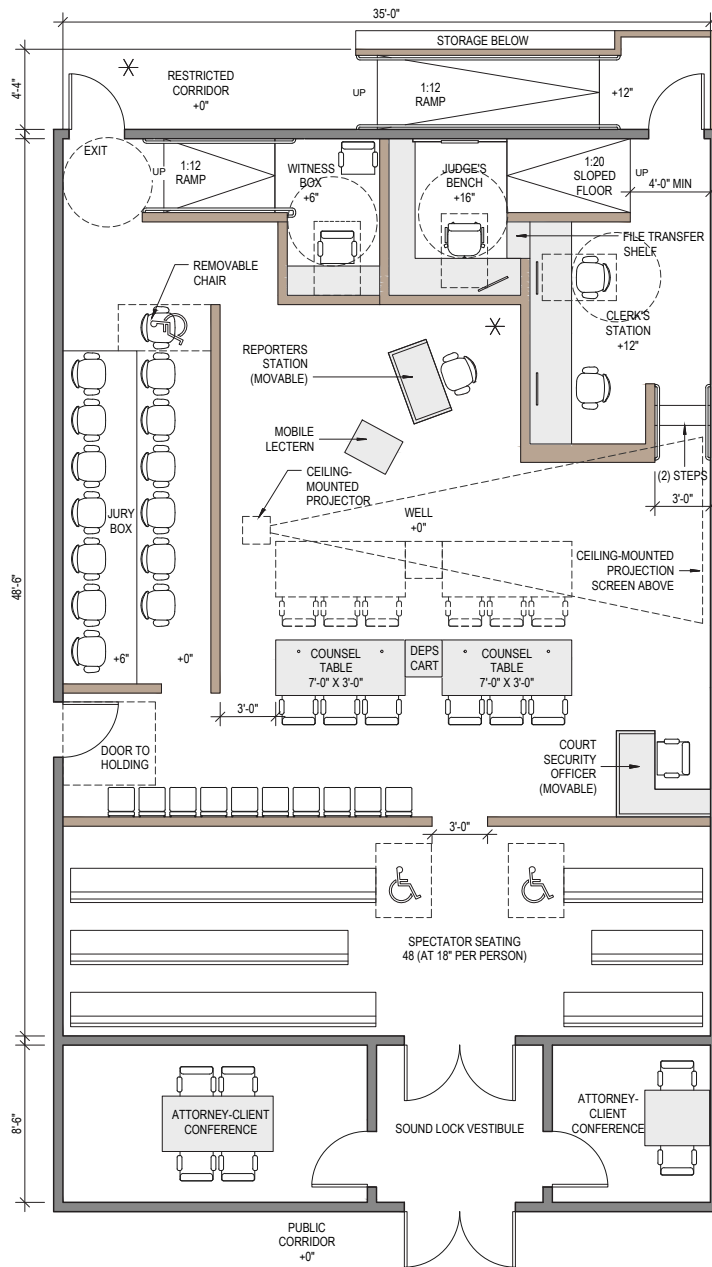 35'-0"
STORAGE BELOW
4'-4"
RESTRICTED
CORRIDOR
+0"
UP
1:12
RAMP
+12"
EXIT
UP
1:12
RAMP
WITNESS
BOX
+6"
JUDGE'S
BENCH
+16"
1:20
SLOPED
FLOOR
UP
4'-0" MIN
FILE TRANSFER
SHELF
REMOVABLE
CHAIR
CLERK'S
STATION
+12"
REPORTERS
STATION
(MOVABLE)
MOBILE
LECTERN
CEILING-
MOUNTED
PROJECTOR
(2) STEPS
3'-0"
JURY
BOX
WELL
+0"
CEILING-MOUNTED
PROJECTION
SCREEN ABOVE
48'-6"
+6"
+0"
COUNSEL
TABLE
7'-0" X 3'-0"
DEPS
CART
COUNSEL
TABLE
7'-0" X 3'-0"
3'-0"
DOOR TO
HOLDING
COURT
SECURITY
OFFICER
(MOVABLE)
3'-0"
SPECTATOR SEATING
48 (AT 18" PER PERSON)
8'-6"
ATTORNEY-CLIENT
CONFERENCE
SOUND LOCK VESTIBULE
ATTORNEY-
CLIENT
CONFERENCE
PUBLIC
CORRIDOR
+0"